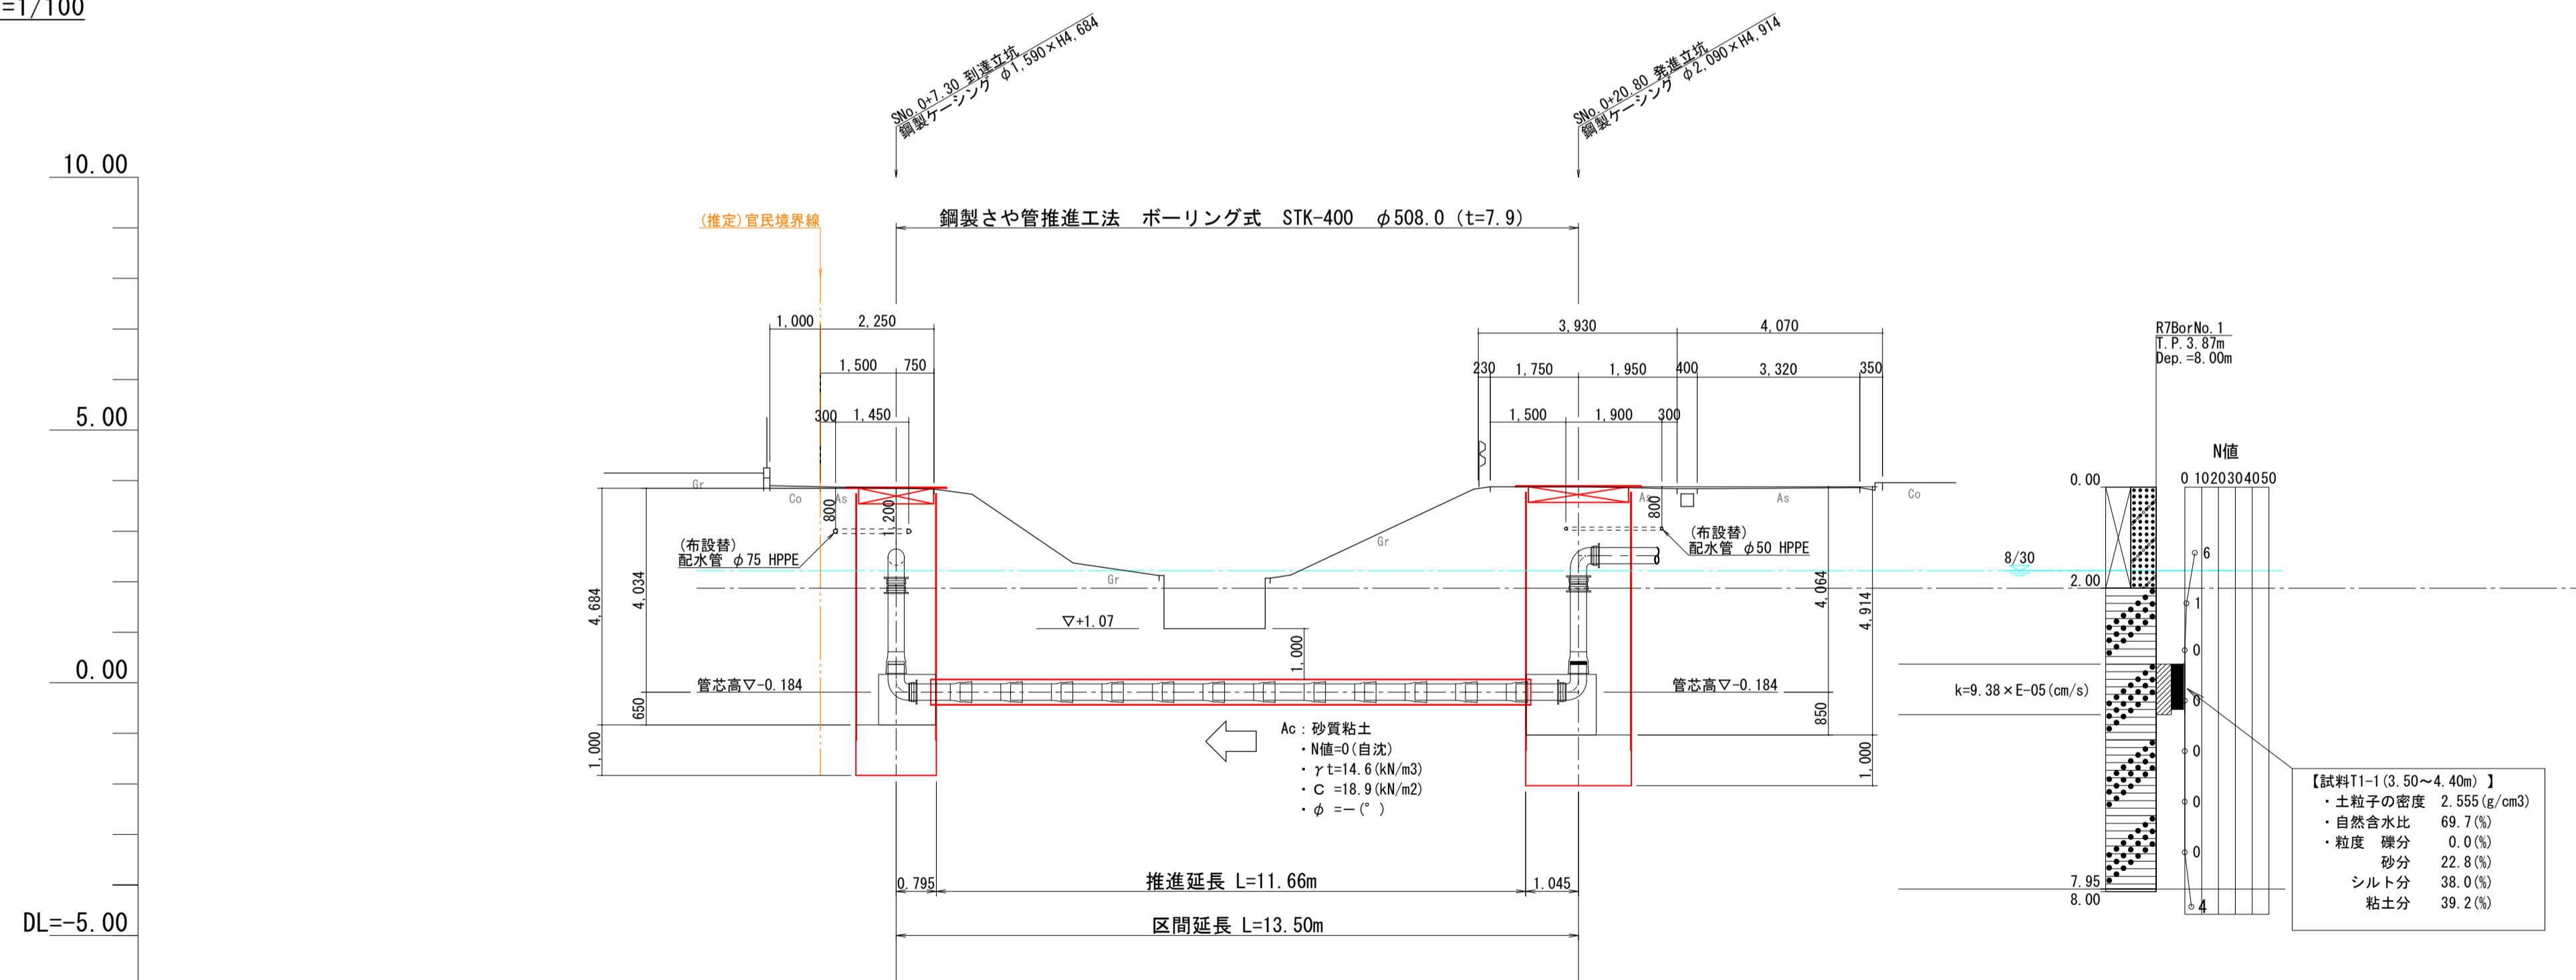 =1/100
SNo.0+7.30 到達立坑
鋼製ケーシング φ1,590×H4,684
SNo.0+20.80 発進立坑
鋼製ケーシング φ2,090×H4,914
10.00
5.00
0.00
DL=-5.00
(推定)官民境界線
鋼製さや管推進工法 ボーリング式 STK-400 φ508.0 (t=7.9)
1,000
2,250
1,500
750
300
1,450
3,930
4,070
230
1,750
1,950
400
3,320
350
1,500
1,900
300
Gr
Co
As
800
1,200
(布設替)
配水管 φ75 HPPE
4,684
4,034
650
1,000
管芯高▽-0.184
Gr
Gr
▽+1.07
1,000
As
800
As
Co
(布設替)
配水管 φ50 HPPE
管芯高▽-0.184
4,064
4,914
850
1,000
Ac:砂質粘土
・N値=0(自沈)
・γt=14.6(kN/m3)
・C =18.9(kN/m2)
・φ =ー(°)
0.795
推進延長 L=11.66m
1.045
区間延長 L=13.50m
R7BorNo.1
T.P.3.87m
Dep.=8.00m
N値
0 10 20 30 40 50
0.00
8/30
2.00
k=9.38×E-05(cm/s)
7.95
8.00
6
1
0
0
0
0
0
4
【試料T1-1(3.50～4.40m) 】
・土粒子の密度 2.555(g/cm3)
・自然含水比 69.7(%)
・粒度 礫分 0.0(%)
砂分 22.8(%)
シルト分 38.0(%)
粘土分 39.2(%)